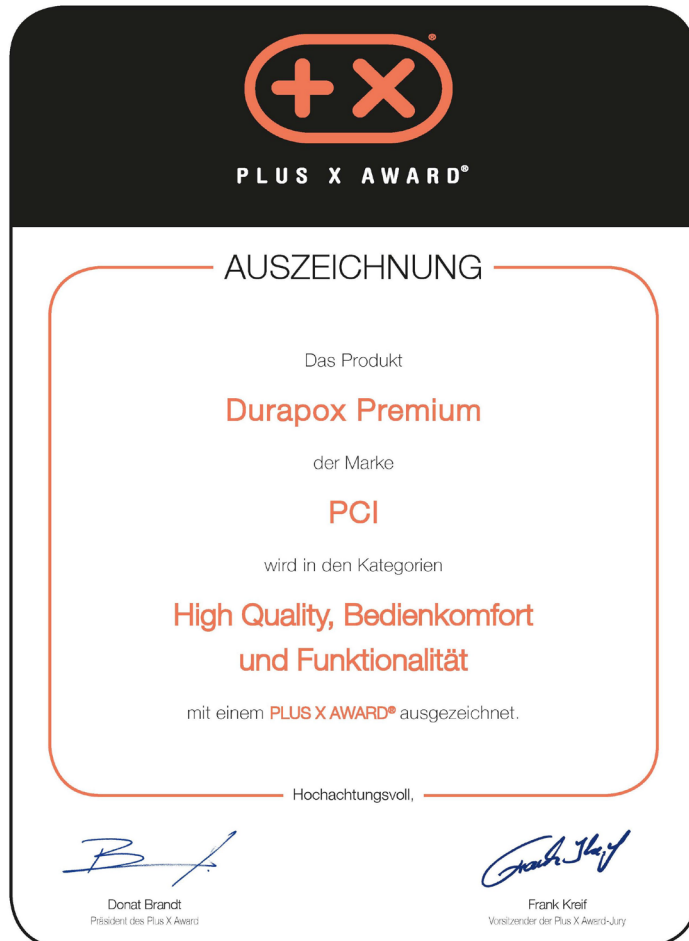 PLUS X AWARD®
AUSZEICHNUNG
Das Produkt
Durapox Premium
der Marke
PCI
wird in den Kategorien
High Quality, Bedienkomfort
und Funktionalität
mit einem PLUS X AWARD® ausgezeichnet.
Hochachtungsvoll,
Donat Brandt
Präsident des Plus X Award
Frank Kreif
Vorsitzender der Plus X Award-Jury